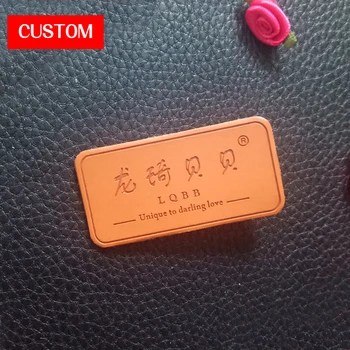 CUSTOM
龙琦贝贝®
LQBB
Unique to darling love